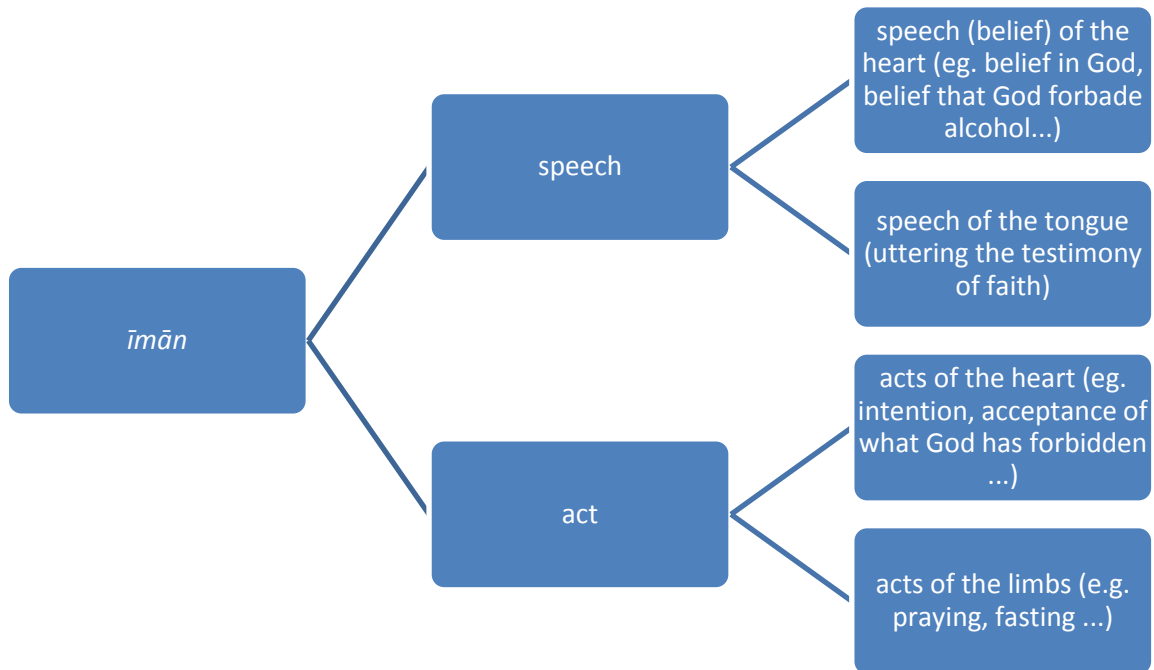 speech (belief) of the
heart (eg. belief in God,
belief that God forbade
alcohol...)
speech
speech of the tongue
(uttering the testimony
of faith)
īmān
acts of the heart (eg.
intention, acceptance of
what God has forbidden
...)
act
acts of the limbs (e.g.
praying, fasting ...)